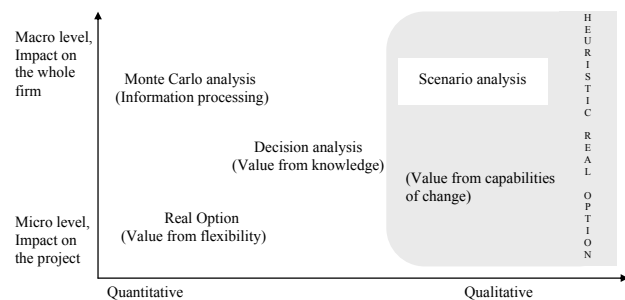 Macro level,
Impact on
the whole
firm
Monte Carlo analysis
(Information processing)
Scenario analysis
Decision analysis
(Value from knowledge)
(Value from capabilities
of change)
Real Option
(Value from flexibility)
Micro level,
Impact on
the project
HEURISTIC REAL OPTION
Quantitative
Qualitative